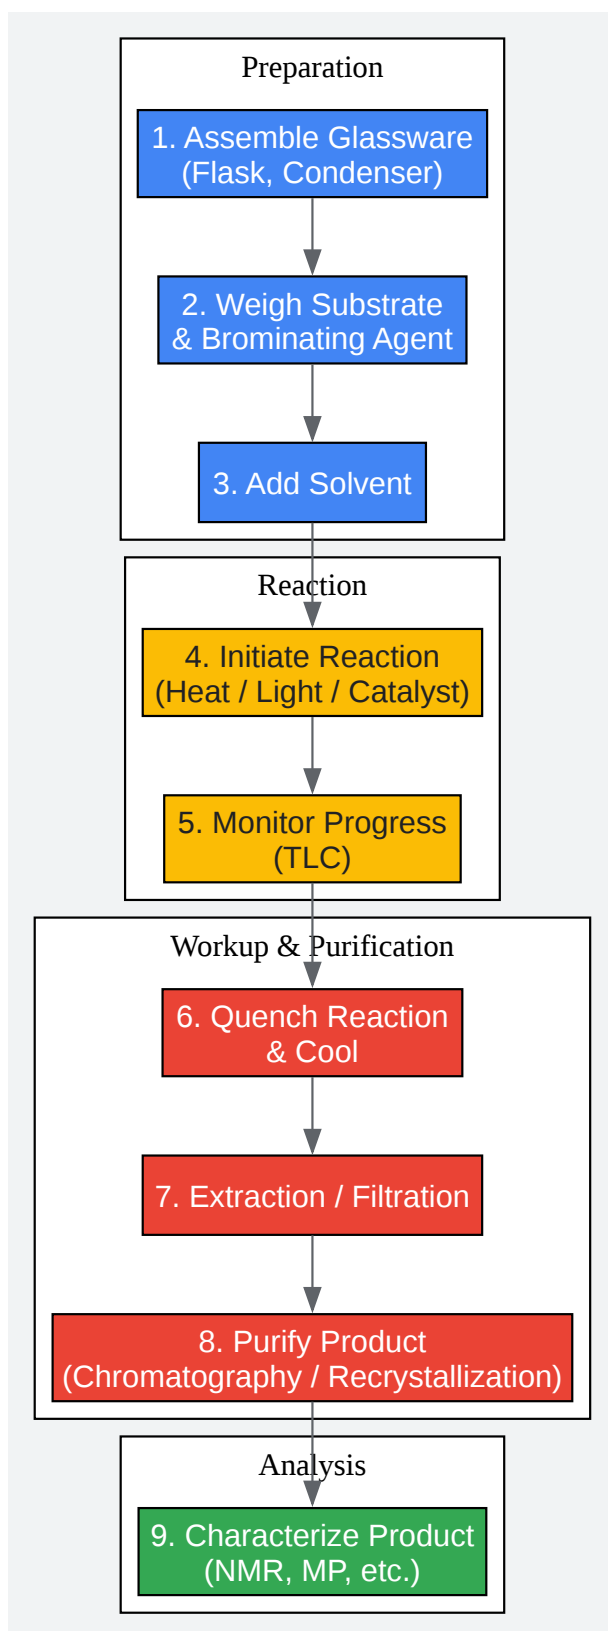 Preparation
1. Assemble Glassware
(Flask, Condenser)
2. Weigh Substrate
& Brominating Agent
3. Add Solvent
Reaction
4. Initiate Reaction
(Heat / Light / Catalyst)
5. Monitor Progress
(TLC)
Workup & Purification
6. Quench Reaction
& Cool
7. Extraction / Filtration
8. Purify Product
(Chromatography / Recrystallization)
Analysis
9. Characterize Product
(NMR, MP, etc.)